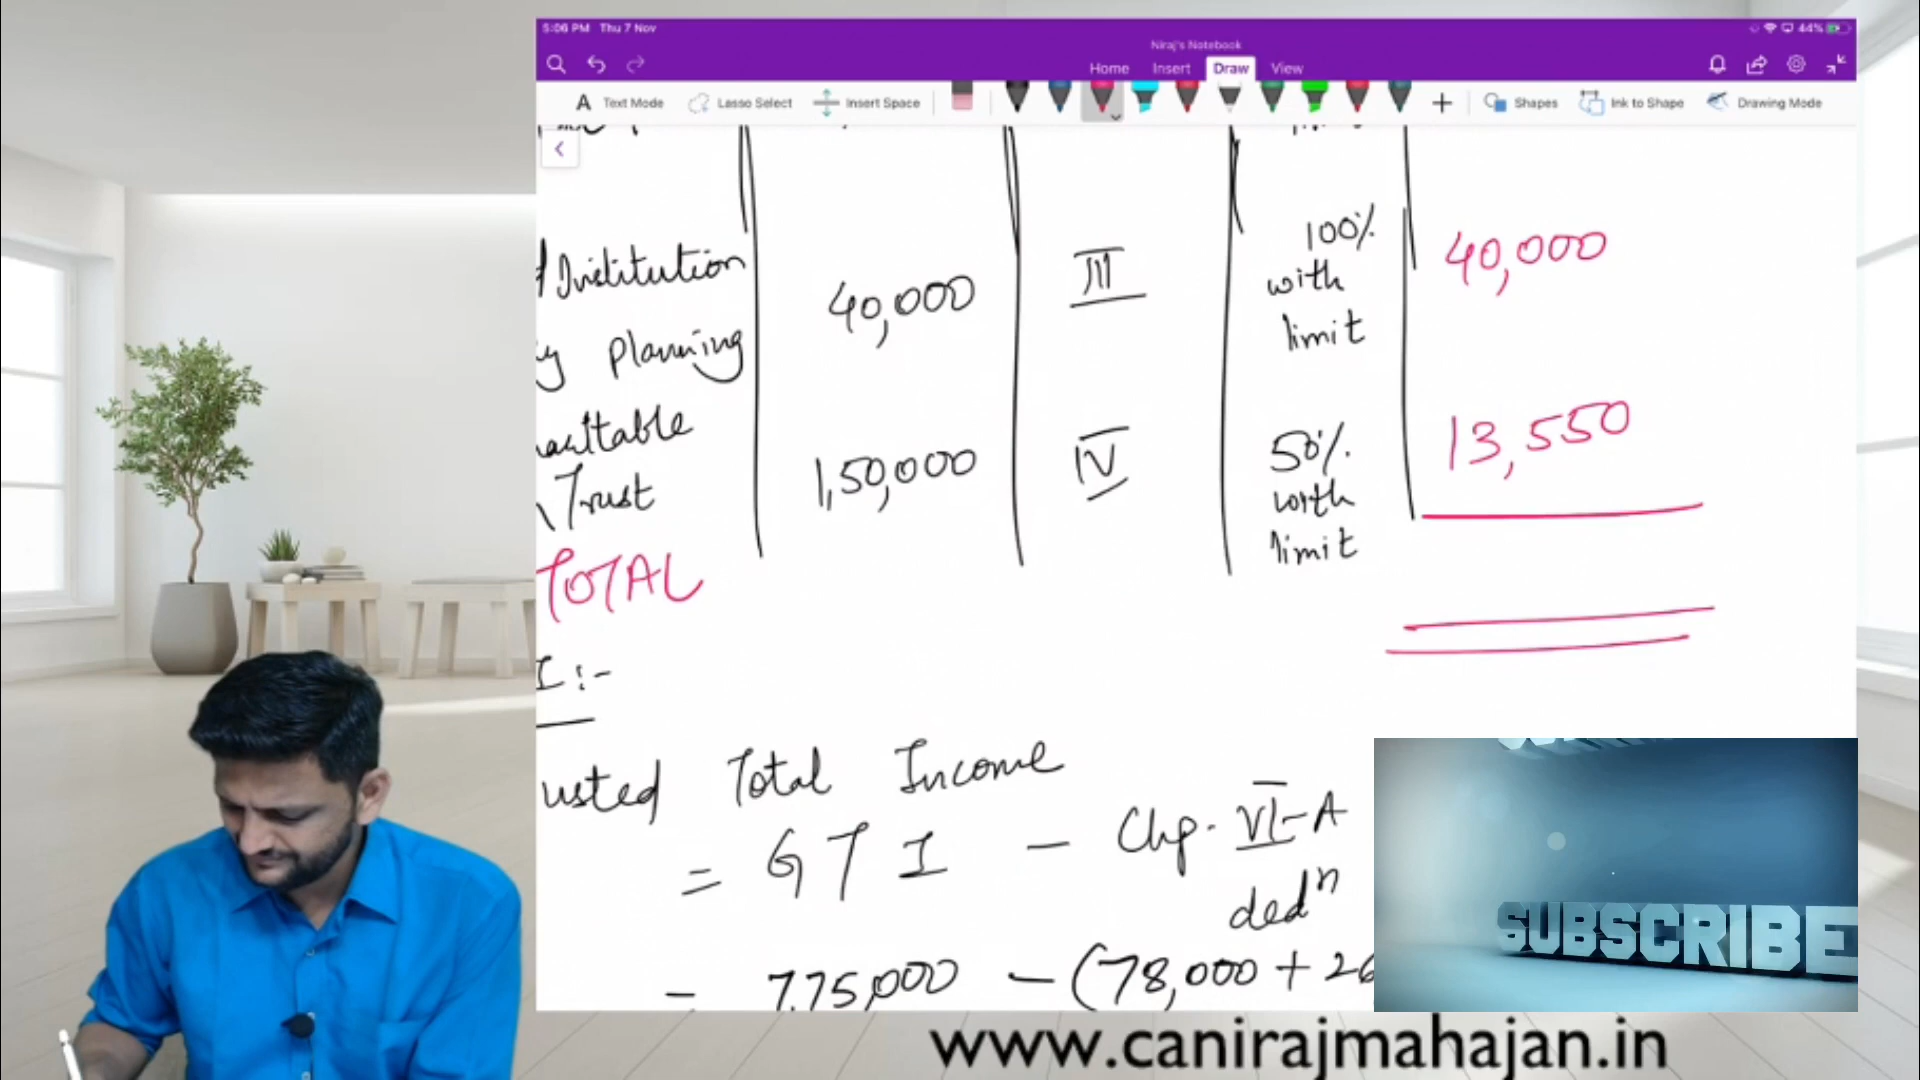 5:06 PM Thu 7 Nov
44%
Niraj's Notebook
Home Insert Draw View
Text Mode Lasso Select Insert Space Shapes Ink to Shape Drawing Mode
Institution 40,000 III 100% with limit 40,000
Planning
Trust 1,50,000 IV 50% with limit 13,550
TOTAL
I :-
usted Total Income
= G T I - Chp. VI-A dedn
= 7,75,000 - (78,000 + 26
SUBSCRIBE
www.canirajmahajan.in